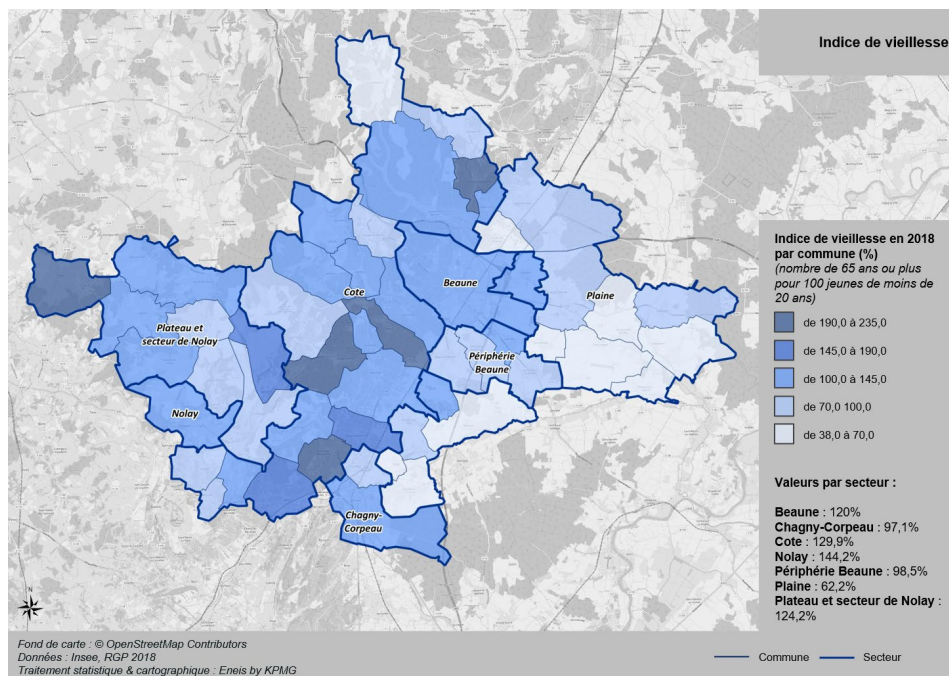 Indice de vieillesse
Cote
Beaune
Plaine
Plateau et
secteur de Nolay
Périphérie
Beaune
Nolay
Chagny-
Corpeau
N
Indice de vieillesse en 2018
par commune (%)
(nombre de 65 ans ou plus
pour 100 jeunes de moins de
20 ans)
de 190,0 à 235,0
de 145,0 à 190,0
de 100,0 à 145,0
de 70,0 100,0
de 38,0 à 70,0
Valeurs par secteur :
Beaune : 120%
Chagny-Corpeau : 97,1%
Cote : 129,9%
Nolay : 144,2%
Périphérie Beaune : 98,5%
Plaine : 62,2%
Plateau et secteur de Nolay :
124,2%
Fond de carte : © OpenStreetMap Contributors
Données : Insee, RGP 2018
Traitement statistique & cartographique : Eneis by KPMG
Commune
Secteur